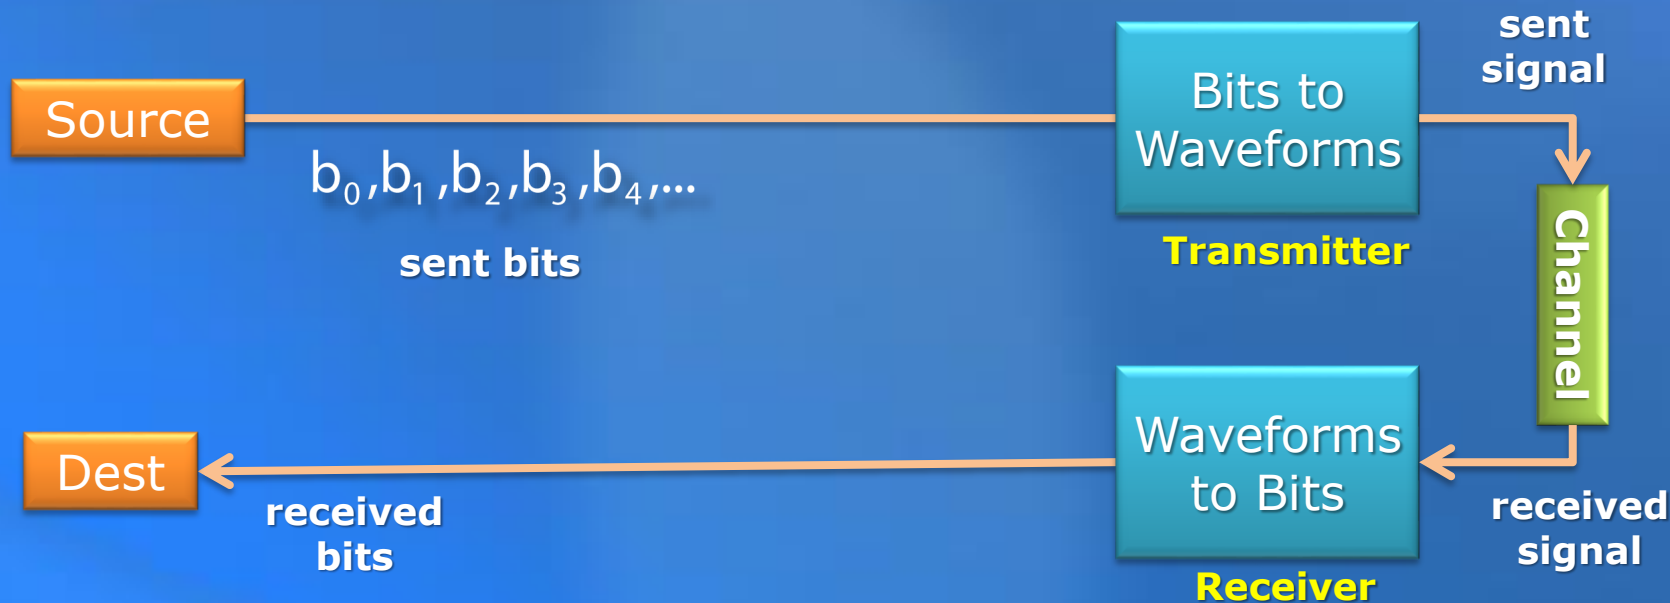 sent
signal
Source
Bits to
Waveforms
b₀,b₁,b₂,b₃,b₄,...
sent bits
Transmitter
Channel
Dest
Waveforms
to Bits
received
bits
received
signal
Receiver